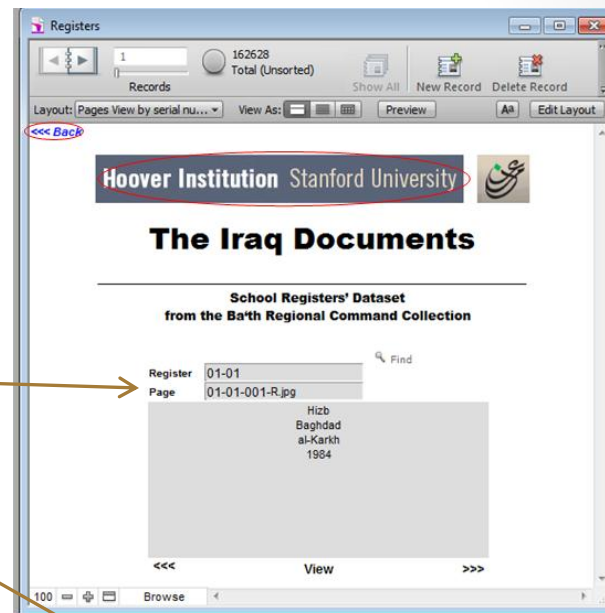 Registers
1
162628
Total (Unsorted)
Records
Show All
New Record
Delete Record
Layout: Pages View by serial nu...
View As:
Preview
Aa
Edit Layout
<<< Back
Hoover Institution Stanford University
The Iraq Documents
School Registers' Dataset
from the Ba‘th Regional Command Collection
Find
Register 01-01
Page 01-01-001-R.jpg
Hizb
Baghdad
al-Karkh
1984
<<< View >>>
100 Browse